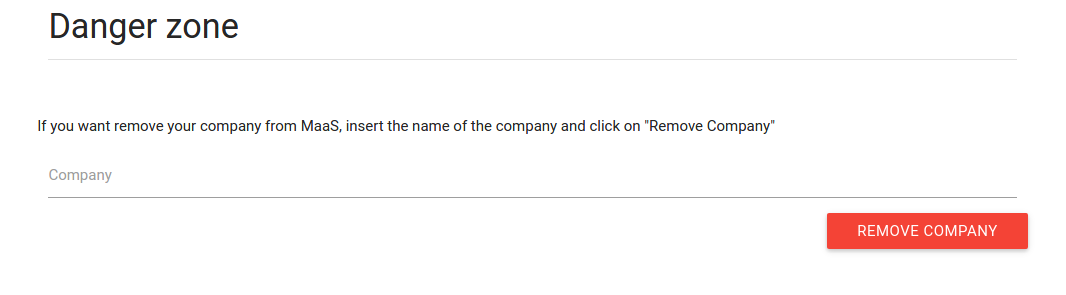 Danger zone
If you want remove your company from MaaS, insert the name of the company and click on "Remove Company"
Company
REMOVE COMPANY